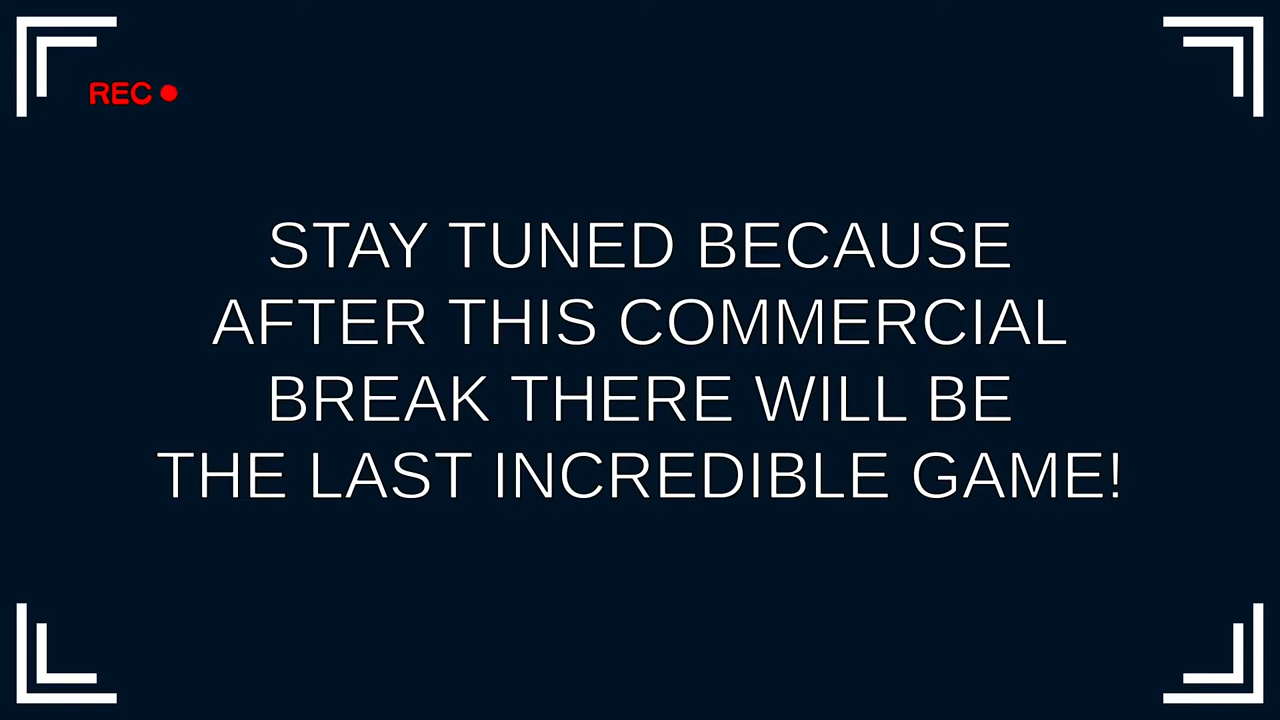 REC
STAY TUNED BECAUSE
AFTER THIS COMMERCIAL
BREAK THERE WILL BE
THE LAST INCREDIBLE GAME!